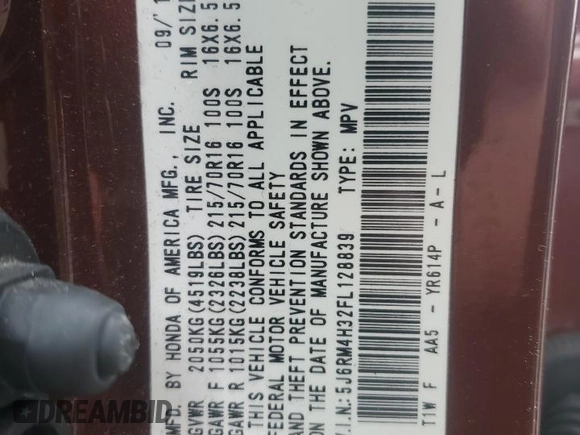 MFD. BY HONDA OF AMERICA MFG., INC. 09/1
GVWR 2050KG(4519LBS) TIRE SIZE RIM SIZE
GAWR F 1055KG(2326LBS) 215/70R16 100S 16X6.5
GAWR R 1015KG(2238LBS) 215/70R16 100S 16X6.5
THIS VEHICLE CONFORMS TO ALL APPLICABLE
FEDERAL MOTOR VEHICLE SAFETY
AND THEFT PREVENTION STANDARDS IN EFFECT
ON THE DATE OF MANUFACTURE SHOWN ABOVE.
V.I.N.: 5J6RM4H32FL128839 TYPE: MPV
T1W F AA5 - YR614P - A - L
AUTO AUCTION HISTORY